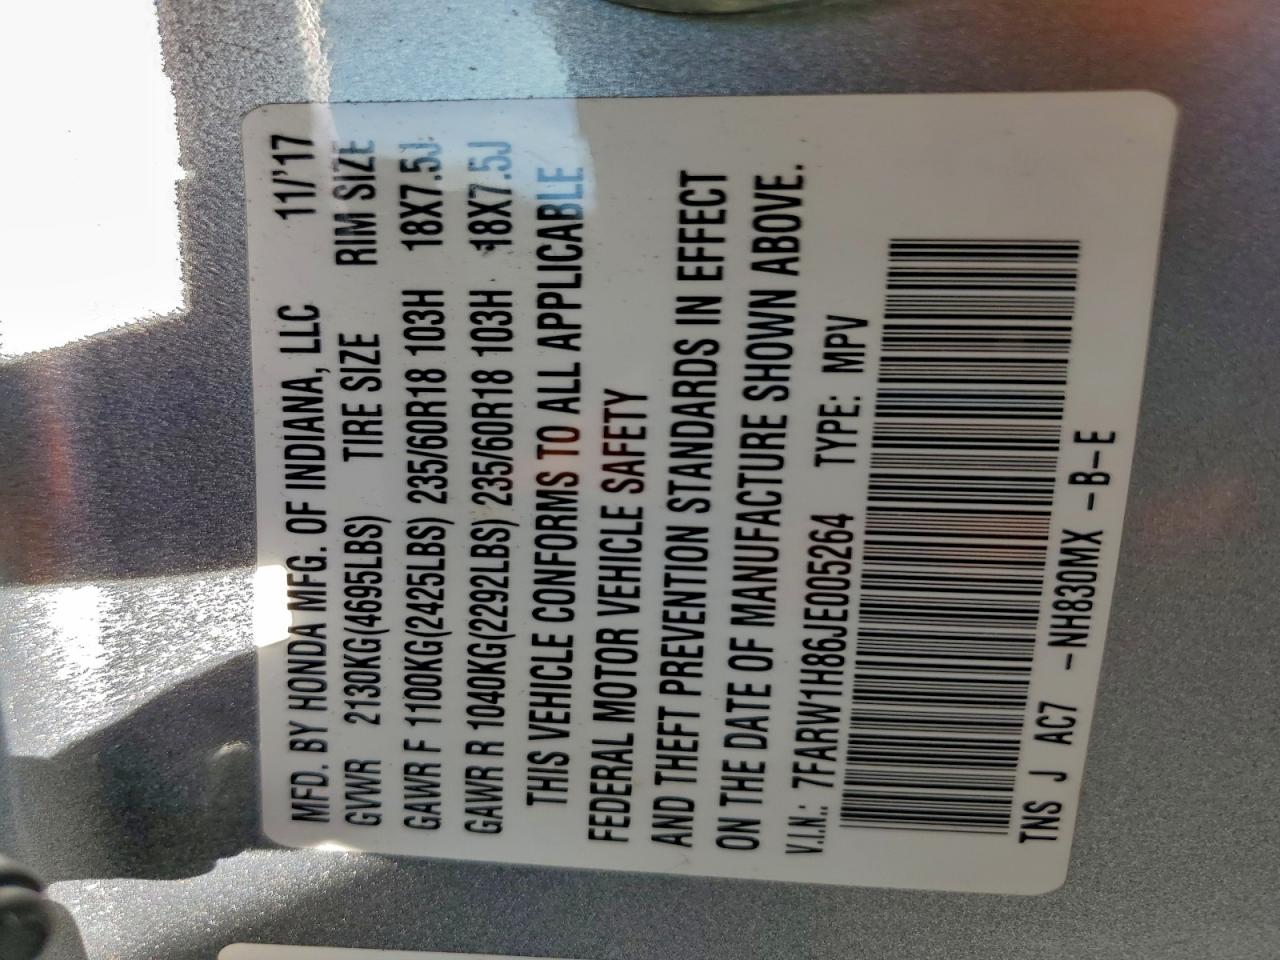 MFD. BY HONDA MFG. OF INDIANA, LLC 11/'17
GVWR 2130KG(4695LBS) TIRE SIZE RIM SIZE
GAWR F 1100KG(2425LBS) 235/60R18 103H 18X7.5J
GAWR R 1040KG(2292LBS) 235/60R18 103H 18X7.5J
THIS VEHICLE CONFORMS TO ALL APPLICABLE
FEDERAL MOTOR VEHICLE SAFETY
AND THEFT PREVENTION STANDARDS IN EFFECT
ON THE DATE OF MANUFACTURE SHOWN ABOVE.
V.I.N.: 7FARW1H86JE005264 TYPE: MPV
TNS J AC7 -NH830MX -B-E